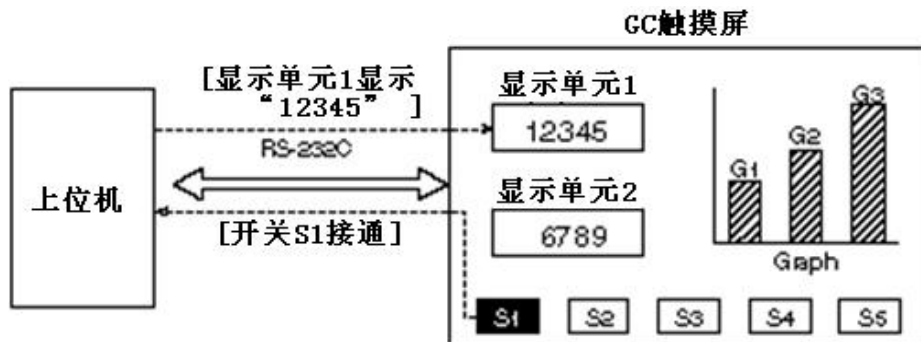 GC触摸屏
[显示单元1显示
“12345” ]
RS-232C
上位机
[开关S1接通]
显示单元1
12345
显示单元2
6789
G1
G2
G3
Graph
S1
S2
S3
S4
S5